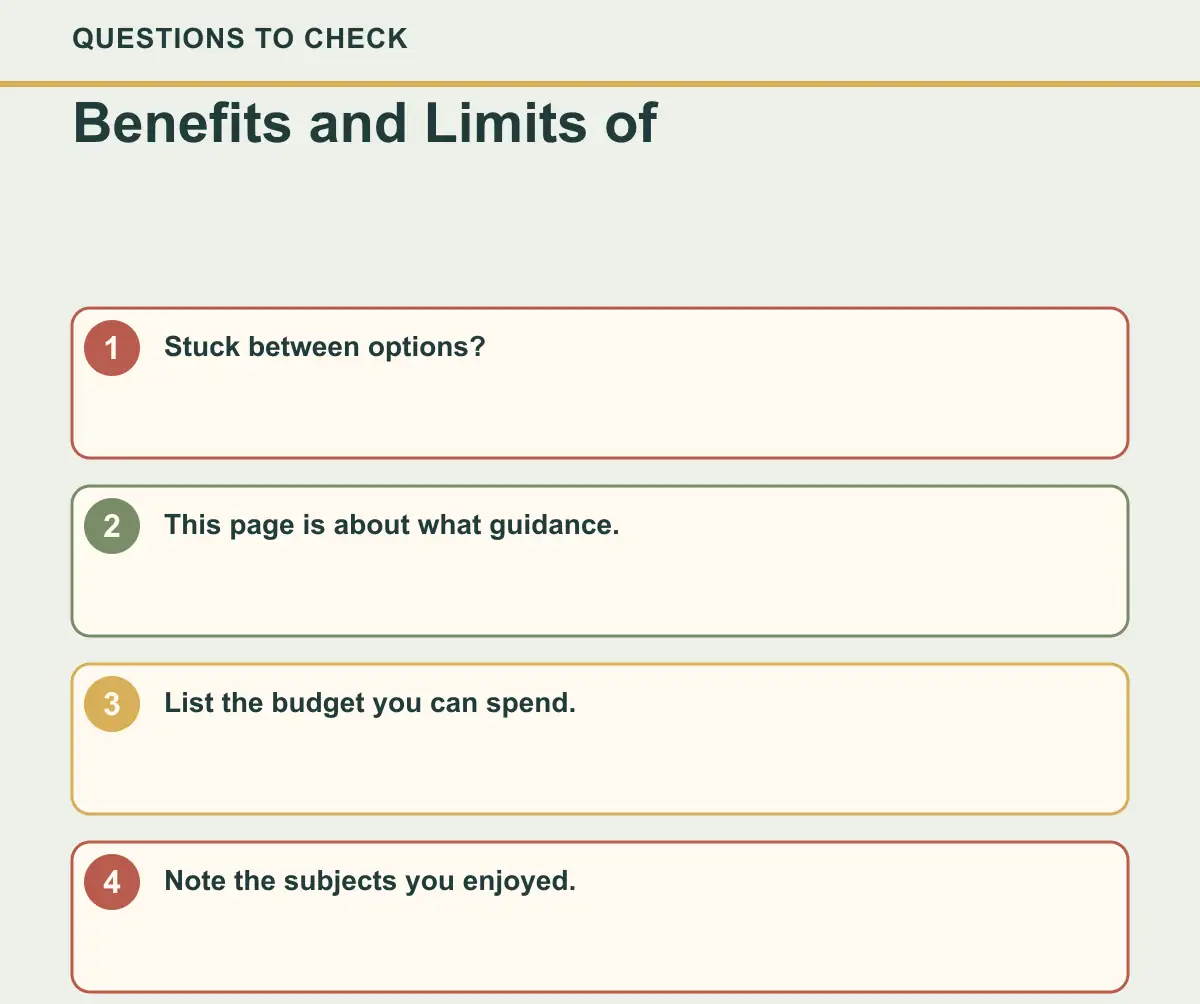 QUESTIONS TO CHECK
Benefits and Limits of
1 Stuck between options?
2 This page is about what guidance.
3 List the budget you can spend.
4 Note the subjects you enjoyed.